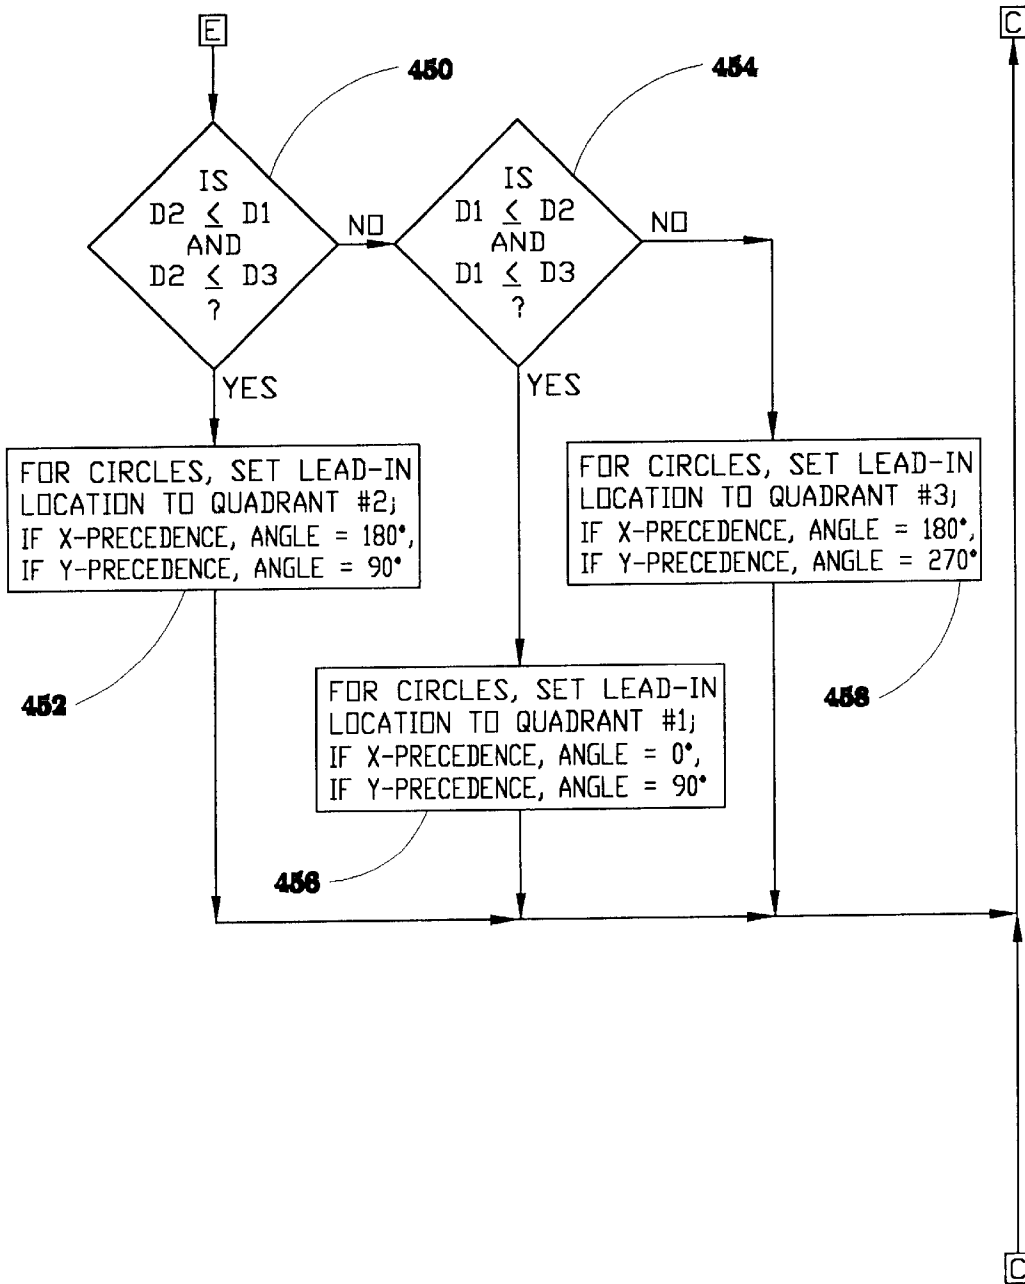 E
C
450
454
IS
D2 ≤ D1
AND
D2 ≤ D3
?
NO
IS
D1 ≤ D2
AND
D1 ≤ D3
?
NO
YES
YES
FOR CIRCLES, SET LEAD-IN
LOCATION TO QUADRANT #2;
IF X-PRECEDENCE, ANGLE = 180°,
IF Y-PRECEDENCE, ANGLE = 90°
FOR CIRCLES, SET LEAD-IN
LOCATION TO QUADRANT #3;
IF X-PRECEDENCE, ANGLE = 180°,
IF Y-PRECEDENCE, ANGLE = 270°
452
458
FOR CIRCLES, SET LEAD-IN
LOCATION TO QUADRANT #1;
IF X-PRECEDENCE, ANGLE = 0°,
IF Y-PRECEDENCE, ANGLE = 90°
456
C